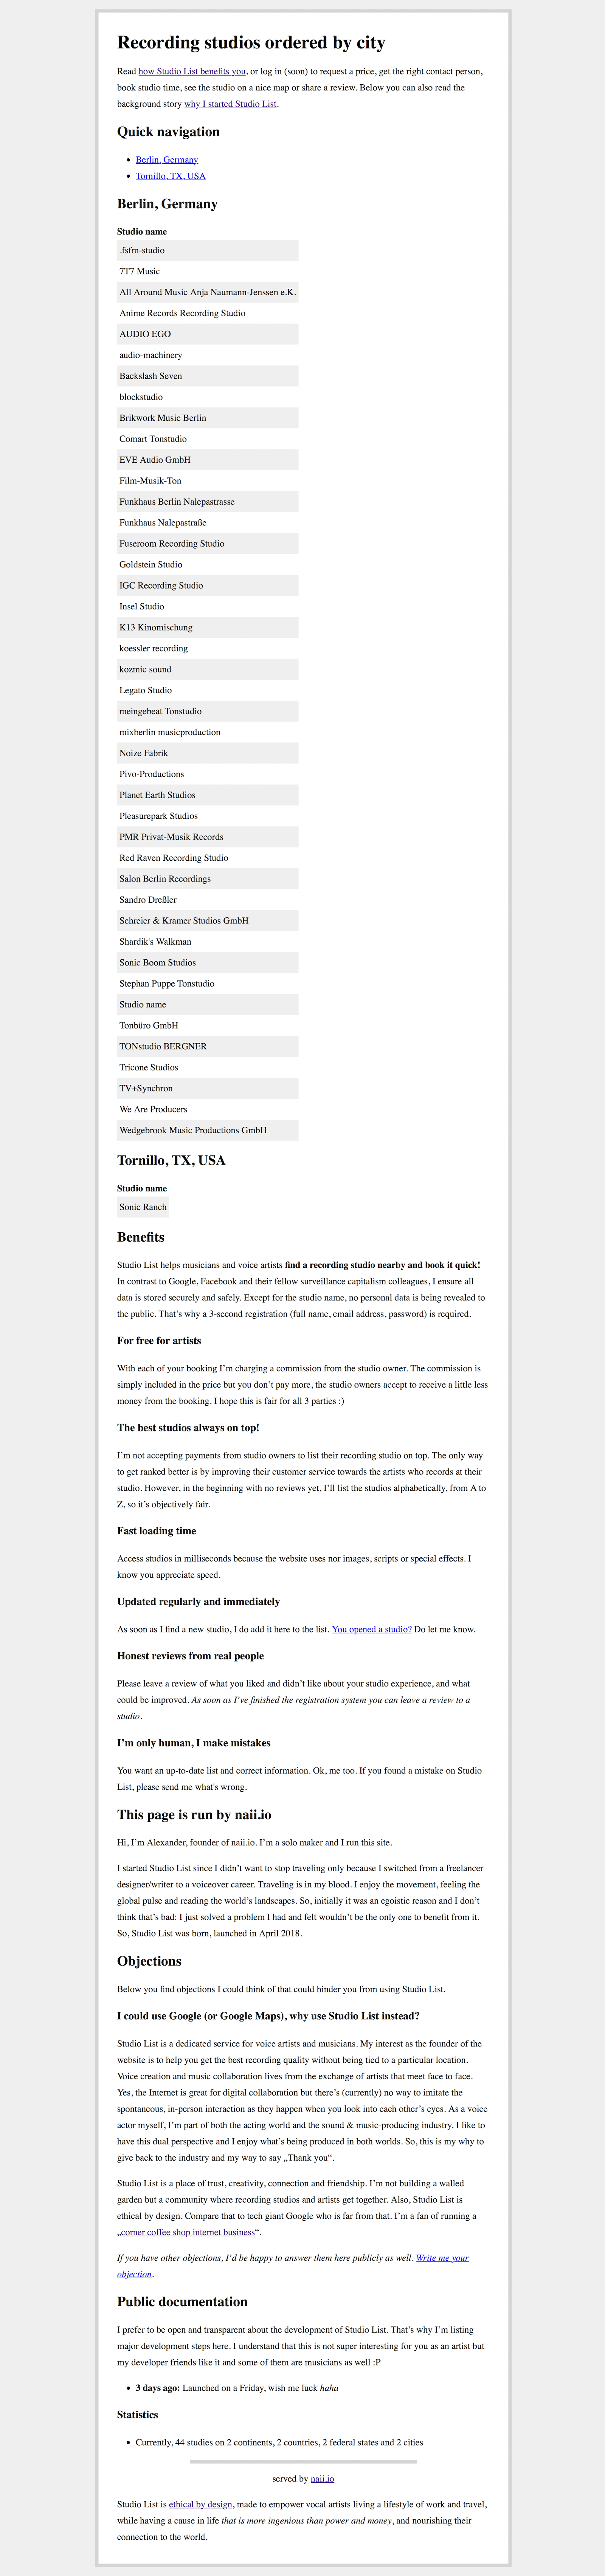 Recording studios ordered by city
Read how Studio List benefits you, or log in (soon) to request a price, get the right contact person,
book studio time, see the studio on a nice map or share a review. Below you can also read the
background story why I started Studio List.
Quick navigation
• Berlin, Germany
• Tornillo, TX, USA
Berlin, Germany
Studio name
.fsfm-studio
7T7 Music
All Around Music Anja Naumann-Jenssen e.K.
Anime Records Recording Studio
AUDIO EGO
audio-machinery
Backslash Seven
blockstudio
Brikwork Music Berlin
Comart Tonstudio
EVE Audio GmbH
Film-Musik-Ton
Funkhaus Berlin Nalepastrasse
Funkhaus Nalepastraße
Fuseroom Recording Studio
Goldstein Studio
IGC Recording Studio
Insel Studio
K13 Kinomischung
koessler recording
kozmic sound
Legato Studio
meingebeat Tonstudio
mixberlin musicproduction
Noize Fabrik
Pivo-Productions
Planet Earth Studios
Pleasurepark Studios
PMR Privat-Musik Records
Red Raven Recording Studio
Salon Berlin Recordings
Sandro Dreßler
Schreier & Kramer Studios GmbH
Shardik's Walkman
Sonic Boom Studios
Stephan Puppe Tonstudio
Studio name
Tonbüro GmbH
TONstudio BERGNER
Tricone Studios
TV+Synchron
We Are Producers
Wedgebrook Music Productions GmbH
Tornillo, TX, USA
Studio name
Sonic Ranch
Benefits
Studio List helps musicians and voice artists find a recording studio nearby and book it quick!
In contrast to Google, Facebook and their fellow surveillance capitalism colleagues, I ensure all
data is stored securely and safely. Except for the studio name, no personal data is being revealed to
the public. That’s why a 3-second registration (full name, email address, password) is required.
For free for artists
With each of your booking I’m charging a commission from the studio owner. The commission is
simply included in the price but you don’t pay more, the studio owners accept to receive a little less
money from the booking. I hope this is fair for all 3 parties :)
The best studios always on top!
I’m not accepting payments from studio owners to list their recording studio on top. The only way
to get ranked better is by improving their customer service towards the artists who records at their
studio. However, in the beginning with no reviews yet, I’ll list the studios alphabetically, from A to
Z, so it’s objectively fair.
Fast loading time
Access studios in milliseconds because the website uses nor images, scripts or special effects. I
know you appreciate speed.
Updated regularly and immediately
As soon as I find a new studio, I do add it here to the list. You opened a studio? Do let me know.
Honest reviews from real people
Please leave a review of what you liked and didn’t like about your studio experience, and what
could be improved. As soon as I’ve finished the registration system you can leave a review to a
studio.
I’m only human, I make mistakes
You want an up-to-date list and correct information. Ok, me too. If you found a mistake on Studio
List, please send me what's wrong.
This page is run by naii.io
Hi, I’m Alexander, founder of naii.io. I’m a solo maker and I run this site.
I started Studio List since I didn’t want to stop traveling only because I switched from a freelancer
designer/writer to a voiceover career. Traveling is in my blood. I enjoy the movement, feeling the
global pulse and reading the world’s landscapes. So, initially it was an egoistic reason and I don’t
think that’s bad: I just solved a problem I had and felt wouldn’t be the only one to benefit from it.
So, Studio List was born, launched in April 2018.
Objections
Below you find objections I could think of that could hinder you from using Studio List.
I could use Google (or Google Maps), why use Studio List instead?
Studio List is a dedicated service for voice artists and musicians. My interest as the founder of the
website is to help you get the best recording quality without being tied to a particular location.
Voice creation and music collaboration lives from the exchange of artists that meet face to face.
Yes, the Internet is great for digital collaboration but there’s (currently) no way to imitate the
spontaneous, in-person interaction as they happen when you look into each other’s eyes. As a voice
actor myself, I’m part of both the acting world and the sound & music-producing industry. I like to
have this dual perspective and I enjoy what’s being produced in both worlds. So, this is my why to
give back to the industry and my way to say „Thank you“.
Studio List is a place of trust, creativity, connection and friendship. I’m not building a walled
garden but a community where recording studios and artists get together. Also, Studio List is
ethical by design. Compare that to tech giant Google who is far from that. I’m a fan of running a
„corner coffee shop internet business“.
If you have other objections, I’d be happy to answer them here publicly as well. Write me your
objection.
Public documentation
I prefer to be open and transparent about the development of Studio List. That’s why I’m listing
major development steps here. I understand that this is not super interesting for you as an artist but
my developer friends like it and some of them are musicians as well :P
• 3 days ago: Launched on a Friday, wish me luck haha
Statistics
• Currently, 44 studies on 2 continents, 2 countries, 2 federal states and 2 cities
served by naii.io
Studio List is ethical by design, made to empower vocal artists living a lifestyle of work and travel,
while having a cause in life that is more ingenious than power and money, and nourishing their
connection to the world.